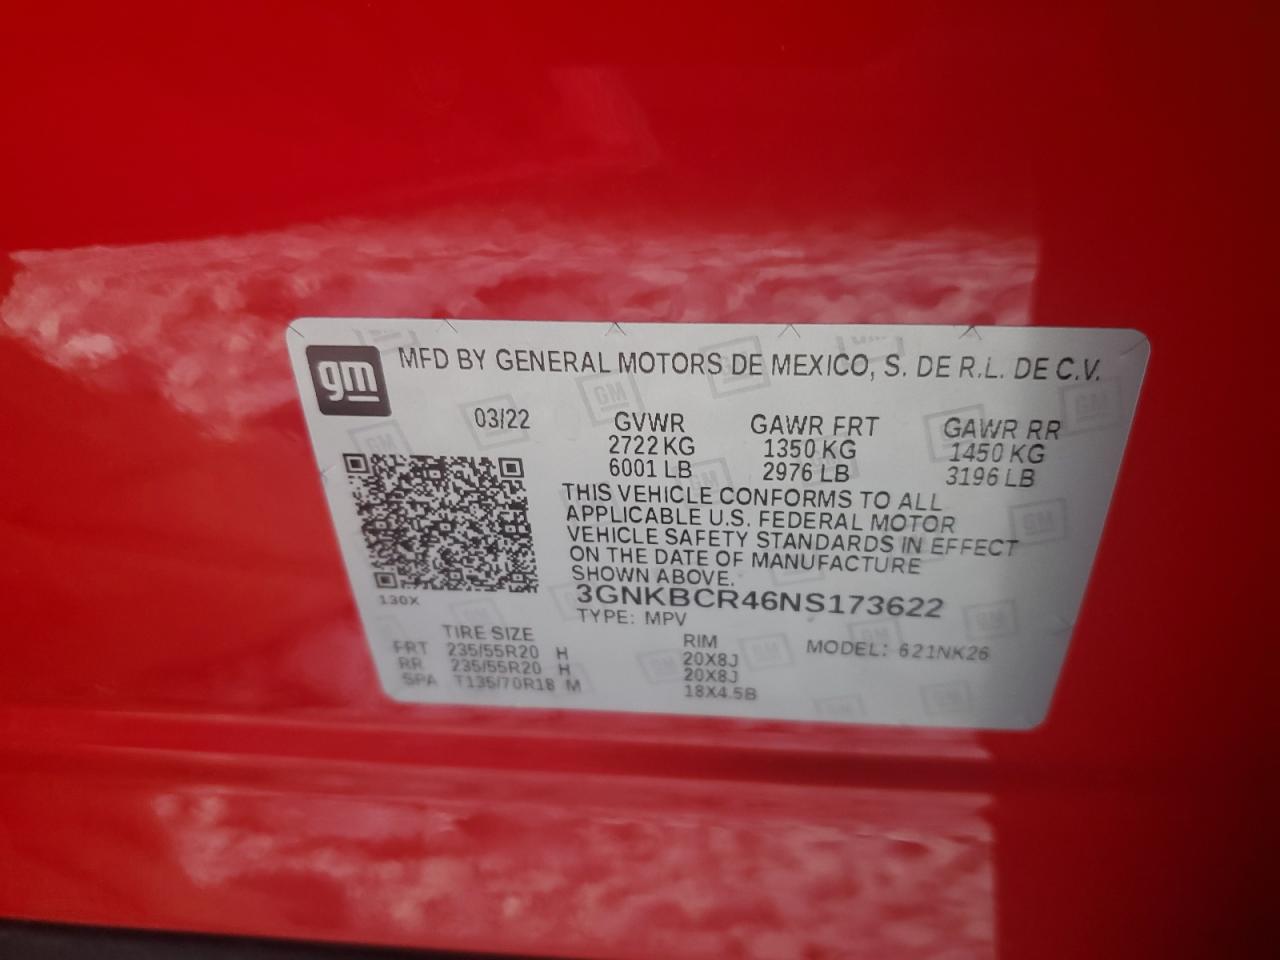 gm MFD BY GENERAL MOTORS DE MEXICO, S. DE R.L. DE C.V.
03/22 GVWR GAWR FRT GAWR RR
2722 KG 1350 KG 1450 KG
6001 LB 2976 LB 3196 LB
THIS VEHICLE CONFORMS TO ALL
APPLICABLE U.S. FEDERAL MOTOR
VEHICLE SAFETY STANDARDS IN EFFECT
ON THE DATE OF MANUFACTURE
SHOWN ABOVE.
130X
3GNKBCR46NS173622
TYPE: MPV
TIRE SIZE RIM MODEL: 621NK26
FRT 235/55R20 H 20X8J
RR 235/55R20 H 20X8J
SPA T135/70R18 M 18X4.5B